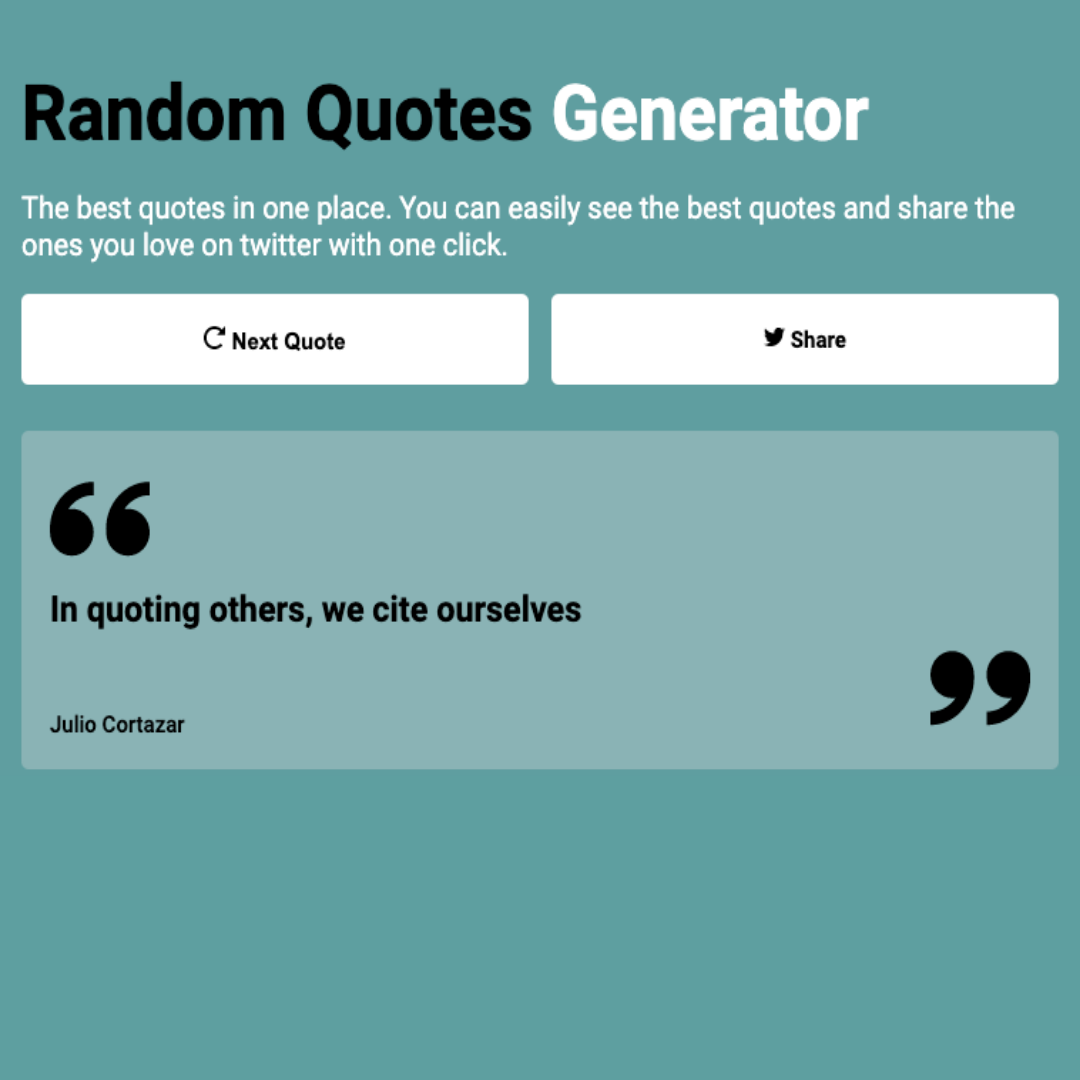 Random Quotes Generator
The best quotes in one place. You can easily see the best quotes and share the
ones you love on twitter with one click.
Next Quote
Share
“
In quoting others, we cite ourselves
”
Julio Cortazar